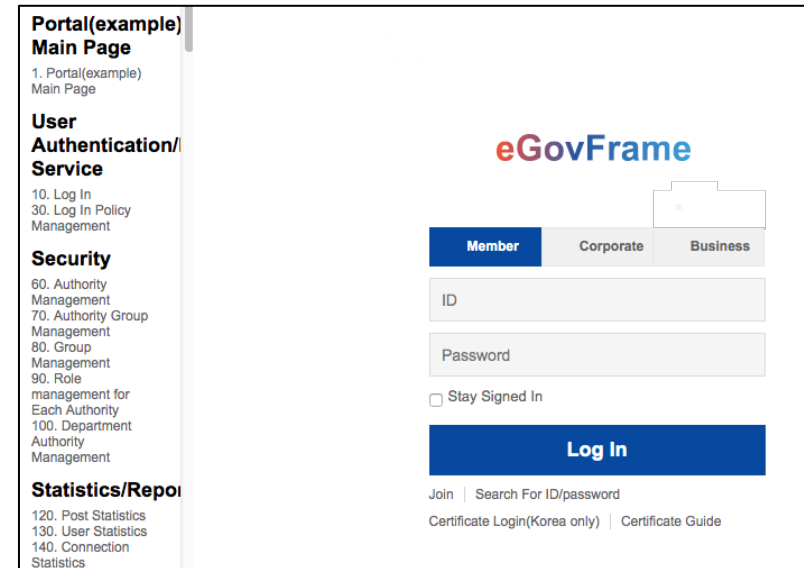 Portal(example)
Main Page
1. Portal(example)
Main Page
User
Authentication/
Service
10. Log In
30. Log In Policy
Management
Security
60. Authority
Management
70. Authority Group
Management
80. Group
Management
90. Role
management for
Each Authority
100. Department
Authority
Management
Statistics/Repo
120. Post Statistics
130. User Statistics
140. Connection
Statistics
eGovFrame
Member Corporate Business
ID
Password
Stay Signed In
Log In
Join | Search For ID/password
Certificate Login(Korea only) | Certificate Guide